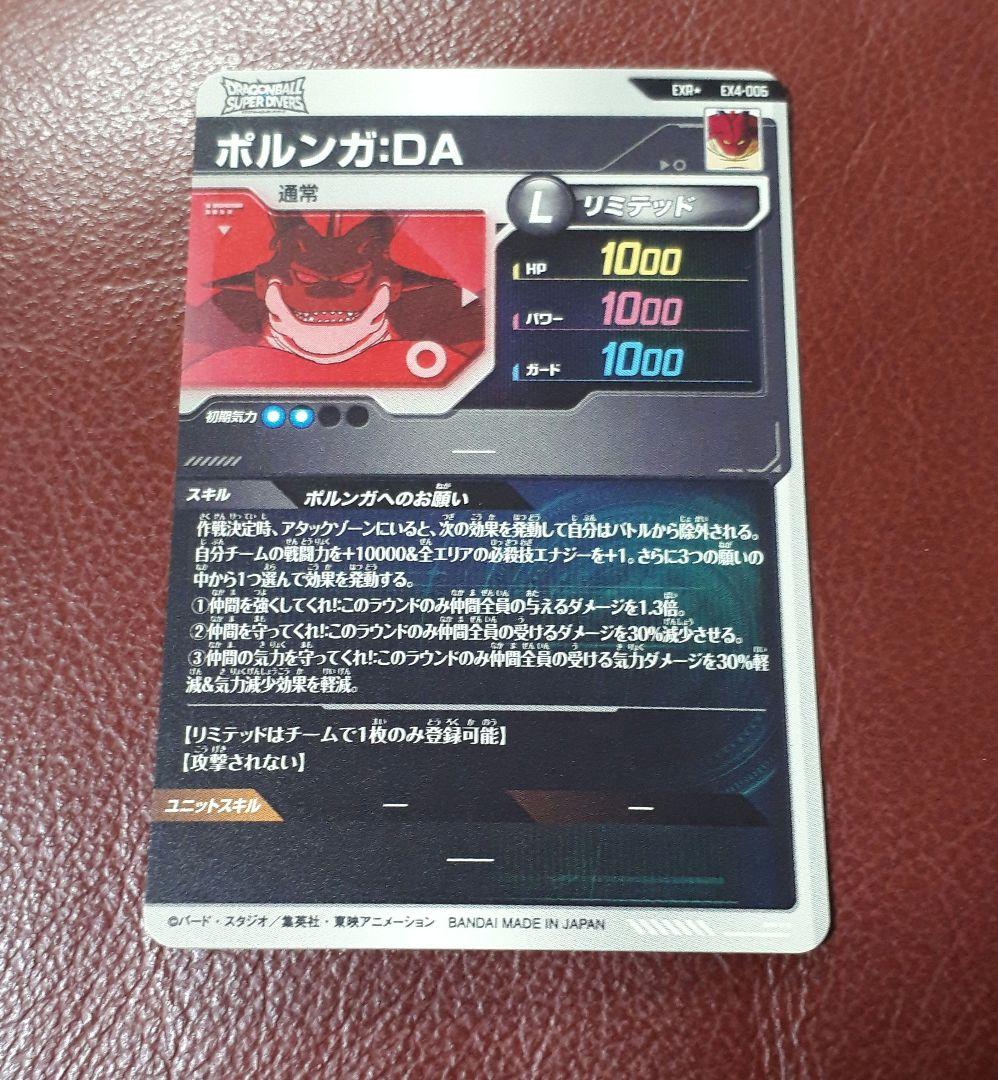 DRAGONBALL
SUPER DIVERS
EXR★ EX4-005
ポルンガ:DA
通常
L リミテッド
HP 1000
パワー 1000
ガード 1000
初期気力
—
スキル ポルンガへのお願い
作戦決定時、アタックゾーンにいると、次の効果を発動して自分はバトルから除外される。
自分チームの戦闘力を+10000&全エリアの必殺技エナジーを+1。さらに3つの願いの
中から1つ選んで効果を発動する。
①仲間を強くしてくれ!:このラウンドのみ仲間全員の与えるダメージを1.3倍。
②仲間を守ってくれ!:このラウンドのみ仲間全員の受けるダメージを30%減少させる。
③仲間の気力を守ってくれ!:このラウンドのみ仲間全員の受ける気力ダメージを30%軽
減&気力減少効果を軽減。
【リミテッドはチームで1枚のみ登録可能】
【攻撃されない】
ユニットスキル — —
—
©バード・スタジオ/集英社・東映アニメーション BANDAI MADE IN JAPAN